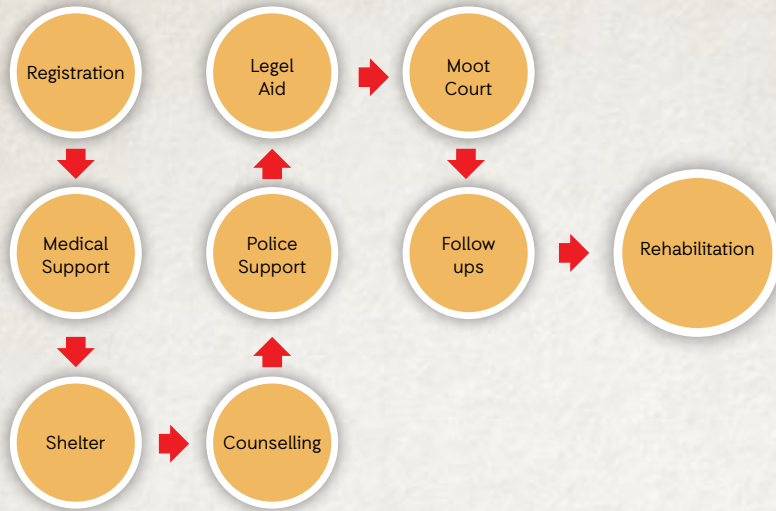 Registration
Medical
Support
Shelter
Counselling
Police
Support
Legel
Aid
Moot
Court
Follow
ups
Rehabilitation